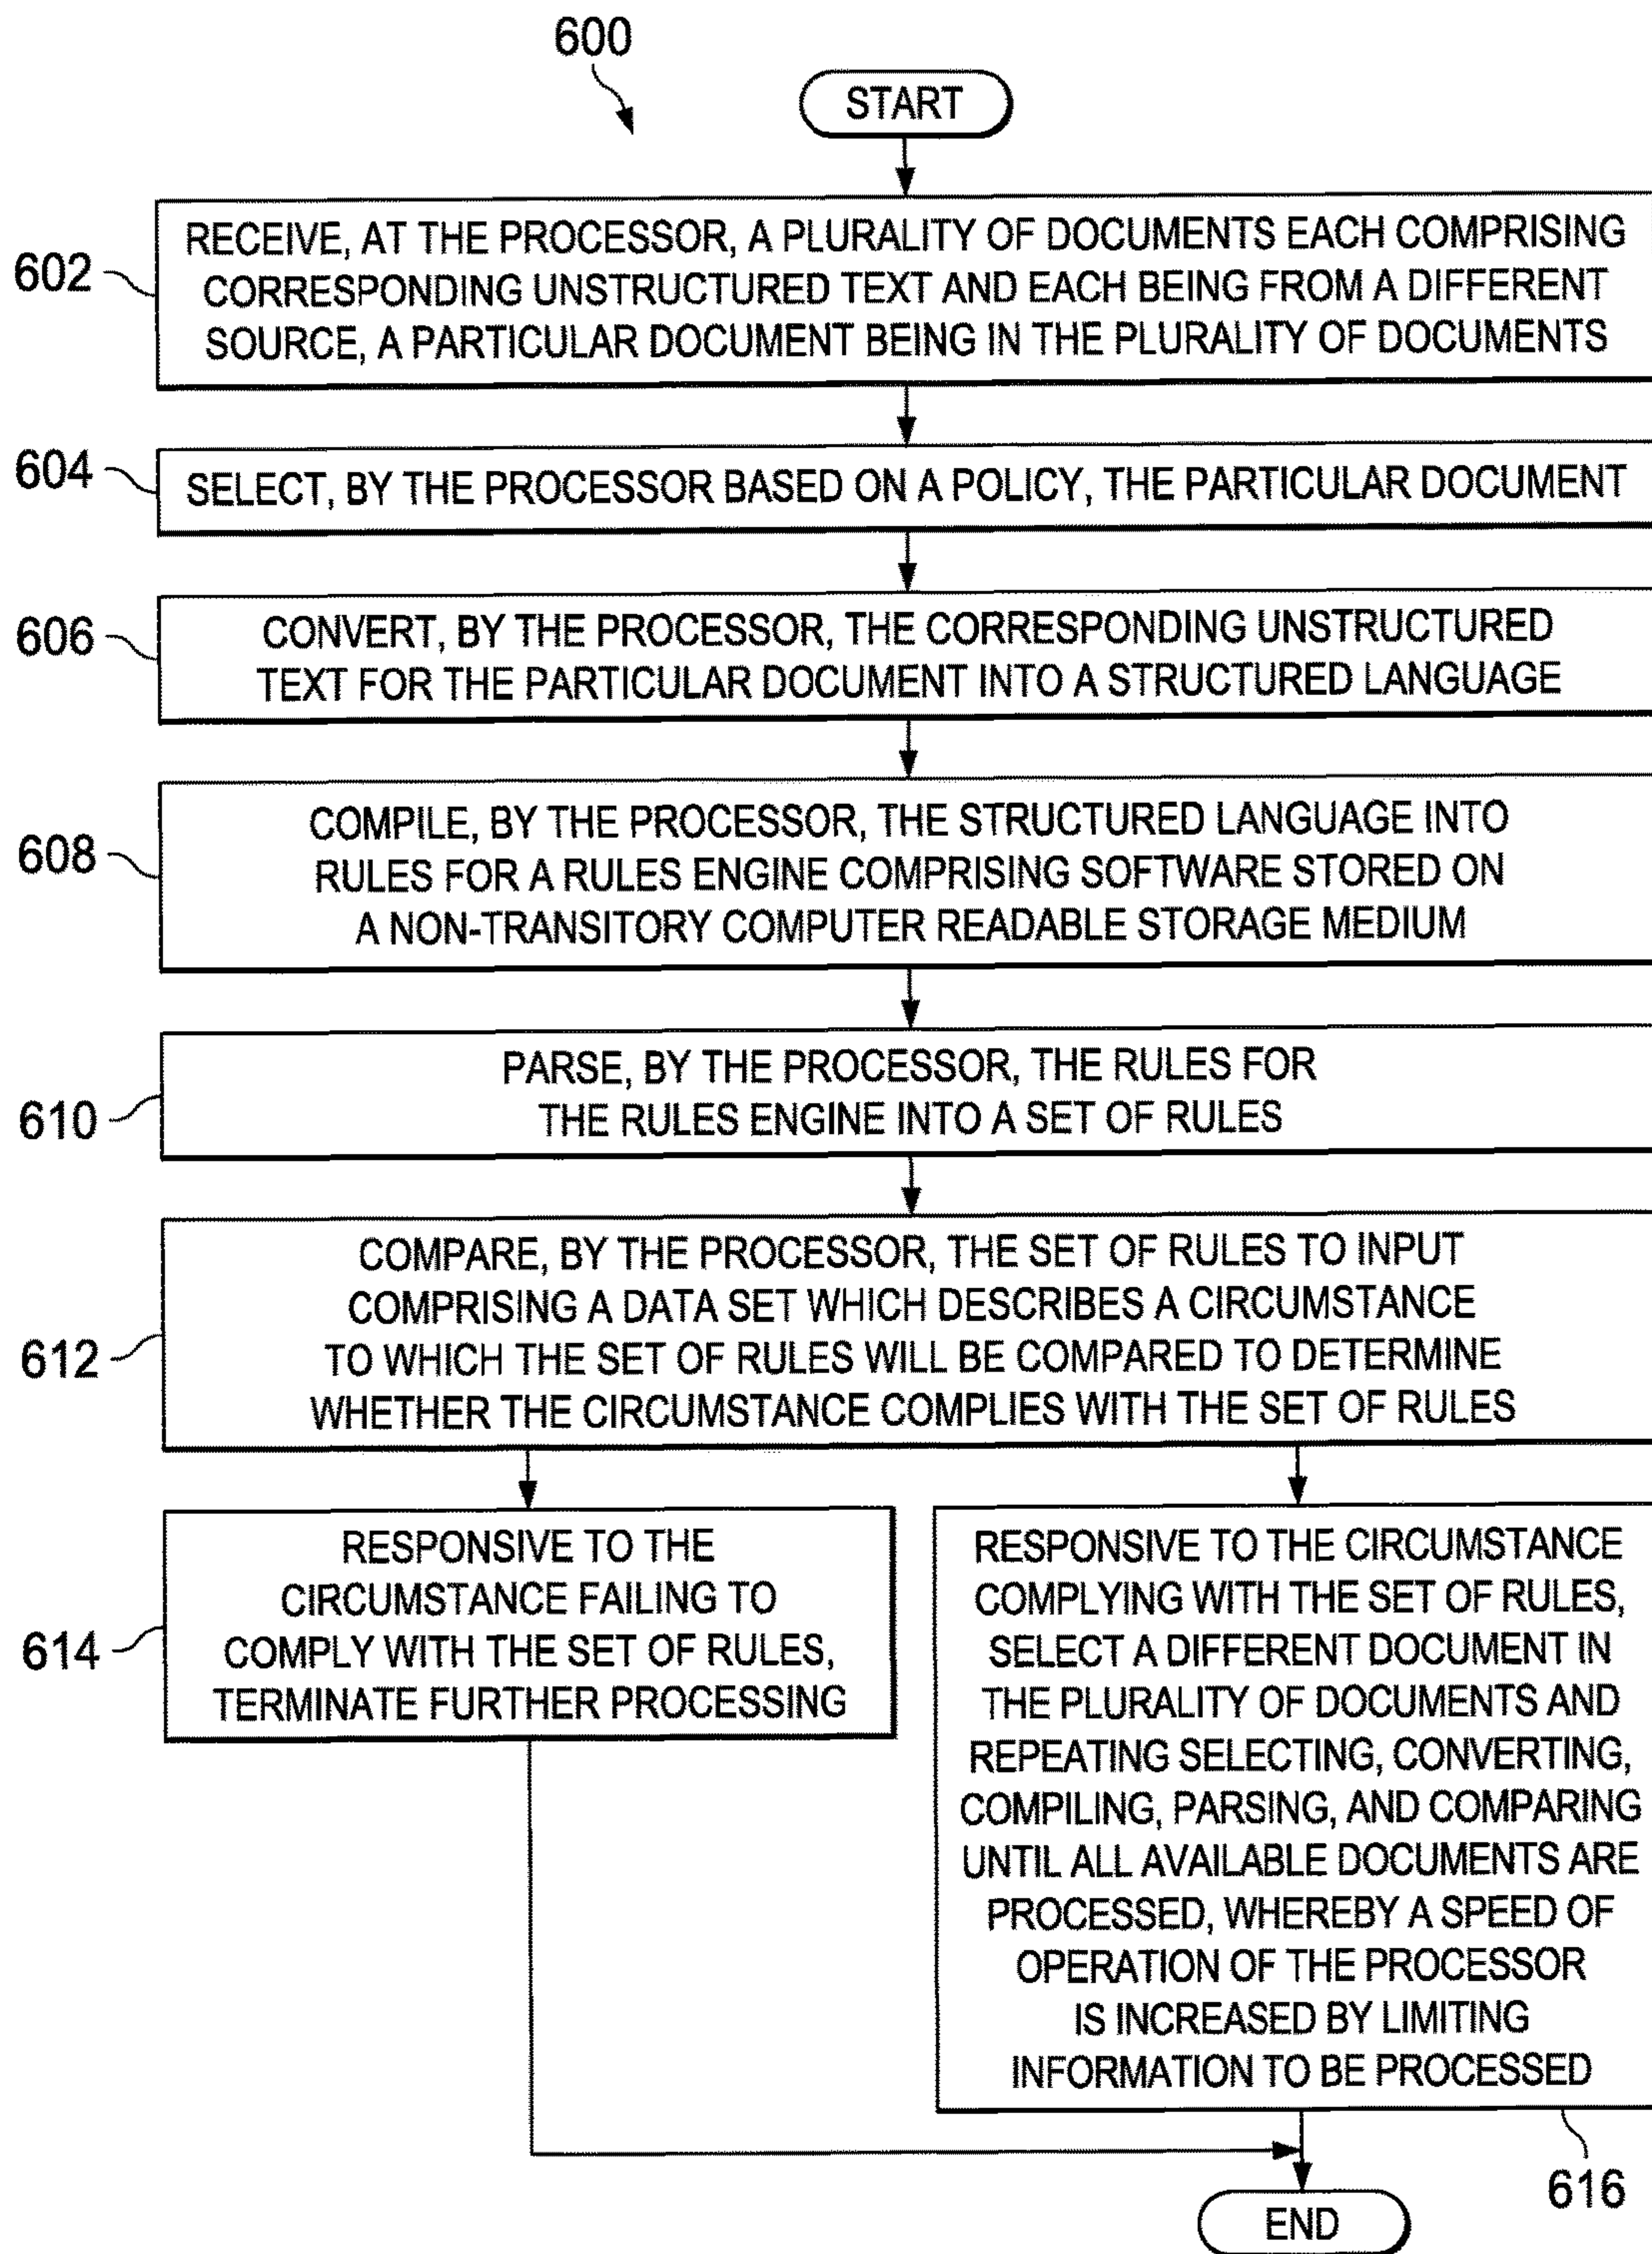 600
START
602
RECEIVE, AT THE PROCESSOR, A PLURALITY OF DOCUMENTS EACH COMPRISING
CORRESPONDING UNSTRUCTURED TEXT AND EACH BEING FROM A DIFFERENT
SOURCE, A PARTICULAR DOCUMENT BEING IN THE PLURALITY OF DOCUMENTS
604
SELECT, BY THE PROCESSOR BASED ON A POLICY, THE PARTICULAR DOCUMENT
606
CONVERT, BY THE PROCESSOR, THE CORRESPONDING UNSTRUCTURED
TEXT FOR THE PARTICULAR DOCUMENT INTO A STRUCTURED LANGUAGE
608
COMPILE, BY THE PROCESSOR, THE STRUCTURED LANGUAGE INTO
RULES FOR A RULES ENGINE COMPRISING SOFTWARE STORED ON
A NON-TRANSITORY COMPUTER READABLE STORAGE MEDIUM
610
PARSE, BY THE PROCESSOR, THE RULES FOR
THE RULES ENGINE INTO A SET OF RULES
612
COMPARE, BY THE PROCESSOR, THE SET OF RULES TO INPUT
COMPRISING A DATA SET WHICH DESCRIBES A CIRCUMSTANCE
TO WHICH THE SET OF RULES WILL BE COMPARED TO DETERMINE
WHETHER THE CIRCUMSTANCE COMPLIES WITH THE SET OF RULES
614
RESPONSIVE TO THE
CIRCUMSTANCE FAILING TO
COMPLY WITH THE SET OF RULES,
TERMINATE FURTHER PROCESSING
RESPONSIVE TO THE CIRCUMSTANCE
COMPLYING WITH THE SET OF RULES,
SELECT A DIFFERENT DOCUMENT IN
THE PLURALITY OF DOCUMENTS AND
REPEATING SELECTING, CONVERTING,
COMPILING, PARSING, AND COMPARING
UNTIL ALL AVAILABLE DOCUMENTS ARE
PROCESSED, WHEREBY A SPEED OF
OPERATION OF THE PROCESSOR
IS INCREASED BY LIMITING
INFORMATION TO BE PROCESSED
616
END